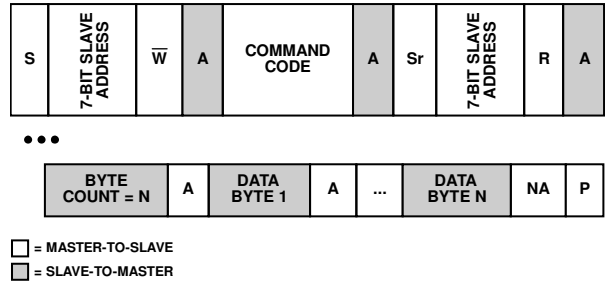 S
7-BIT SLAVE
ADDRESS
W̅
A
COMMAND
CODE
A
Sr
7-BIT SLAVE
ADDRESS
R
A
•••
BYTE
COUNT = N
A
DATA
BYTE 1
A
...
DATA
BYTE N
NA
P
= MASTER-TO-SLAVE
= SLAVE-TO-MASTER